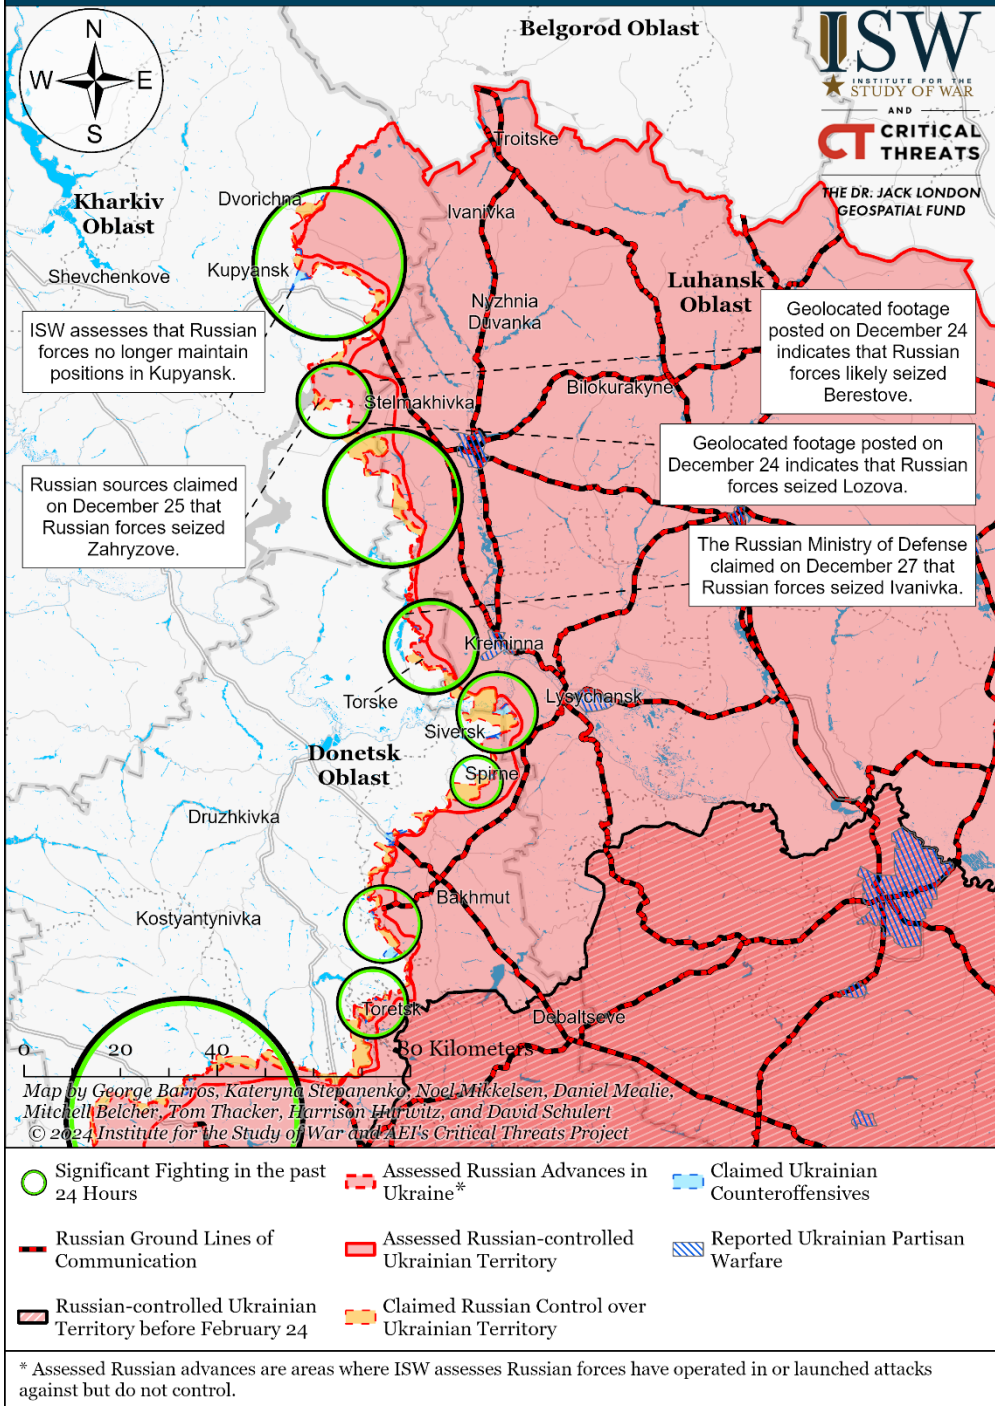 N
W
E
S
Belgorod Oblast
ISW
INSTITUTE FOR THE
STUDY OF WAR
AND
CT CRITICAL
THREATS
THE DR. JACK LONDON
GEOSPATIAL FUND
Troitske
Dvorichna
Kharkiv
Oblast
Ivanivka
Shevchenkove
Kupyansk
Luhansk
Oblast
Nyzhnia
Duvanka
ISW assesses that Russian
forces no longer maintain
positions in Kupyansk.
Geolocated footage
posted on December 24
indicates that Russian
forces likely seized
Berestove.
Bilokurakyne
Stelmakhivka
Geolocated footage posted on
December 24 indicates that Russian
forces seized Lozova.
Russian sources claimed
on December 25 that
Russian forces seized
Zahryzove.
The Russian Ministry of Defense
claimed on December 27 that
Russian forces seized Ivanivka.
Kreminna
Torske
Lysychansk
Siversk
Donetsk
Oblast
Spirne
Druzhkivka
Bakhmut
Kostyantynivka
Toretsk
Debaltseve
0 20 40 80 Kilometers
Map by George Barros, Kateryna Stepanenko, Noel Mikkelsen, Daniel Mealie,
Mitchell Belcher, Tom Thacker, Harrison Hurwitz, and David Schulert
© 2024 Institute for the Study of War and AEI's Critical Threats Project
Significant Fighting in the past
24 Hours
Assessed Russian Advances in
Ukraine*
Claimed Ukrainian
Counteroffensives
Russian Ground Lines of
Communication
Assessed Russian-controlled
Ukrainian Territory
Reported Ukrainian Partisan
Warfare
Russian-controlled Ukrainian
Territory before February 24
Claimed Russian Control over
Ukrainian Territory
* Assessed Russian advances are areas where ISW assesses Russian forces have operated in or launched attacks
against but do not control.